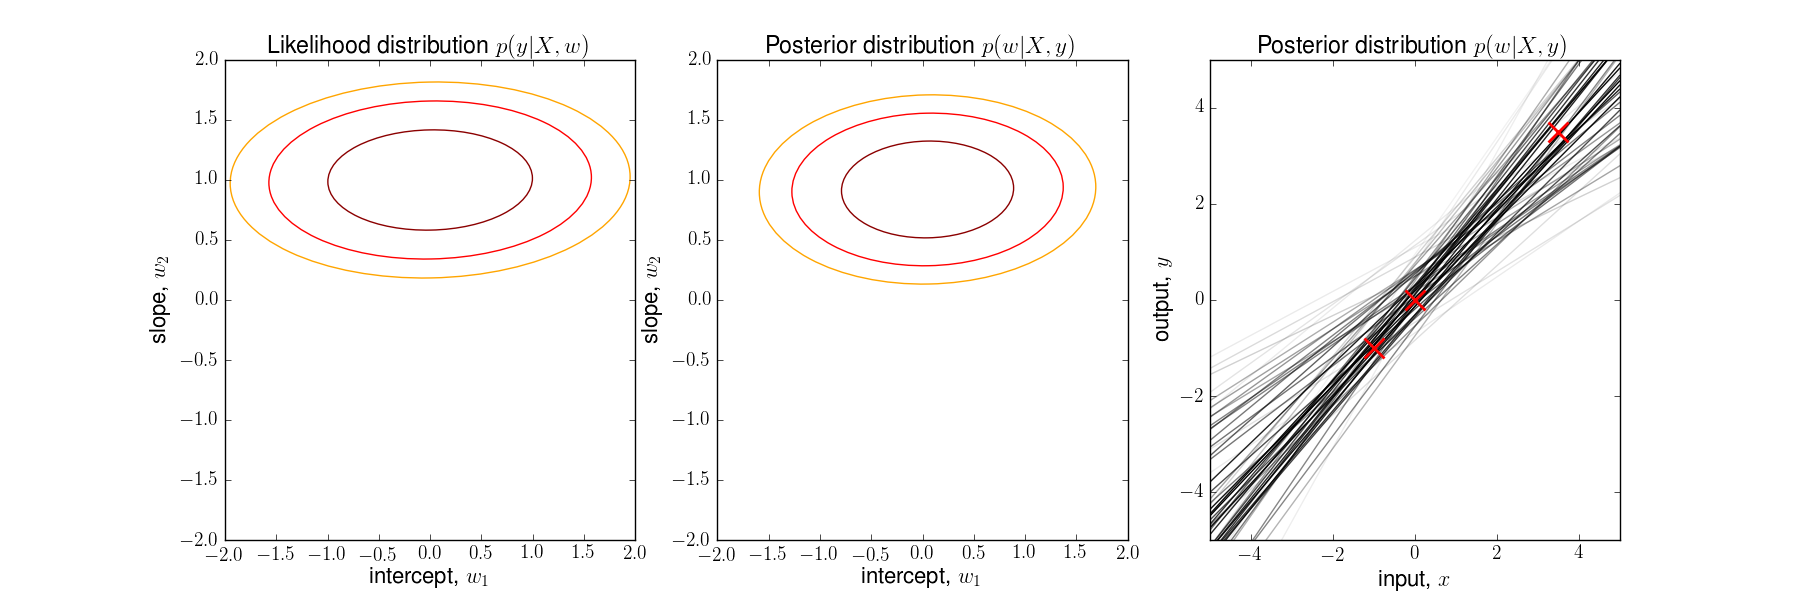 Likelihood distribution p(y|X, w)
2.0
1.5
1.0
0.5
0.0
−0.5
−1.0
−1.5
−2.0
slope, w₂
−2.0 −1.5 −1.0 −0.5 0.0 0.5 1.0 1.5 2.0
intercept, w₁
Posterior distribution p(w|X, y)
2.0
1.5
1.0
0.5
0.0
−0.5
−1.0
−1.5
−2.0
slope, w₂
−2.0 −1.5 −1.0 −0.5 0.0 0.5 1.0 1.5 2.0
intercept, w₁
Posterior distribution p(w|X, y)
4
2
0
−2
−4
output, y
−4 −2 0 2 4
input, x